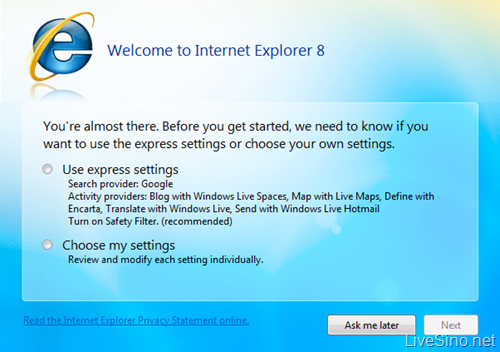 Welcome to Internet Explorer 8
You're almost there. Before you get started, we need to know if you
want to use the express settings or choose your own settings.
Use express settings
Search provider: Google
Activity providers: Blog with Windows Live Spaces, Map with Live Maps, Define with
Encarta, Translate with Windows Live, Send with Windows Live Hotmail
Turn on Safety Filter. (recommended)
Choose my settings
Review and modify each setting individually.
Read the Internet Explorer Privacy Statement online.
Ask me later
Next
LiveSino.net